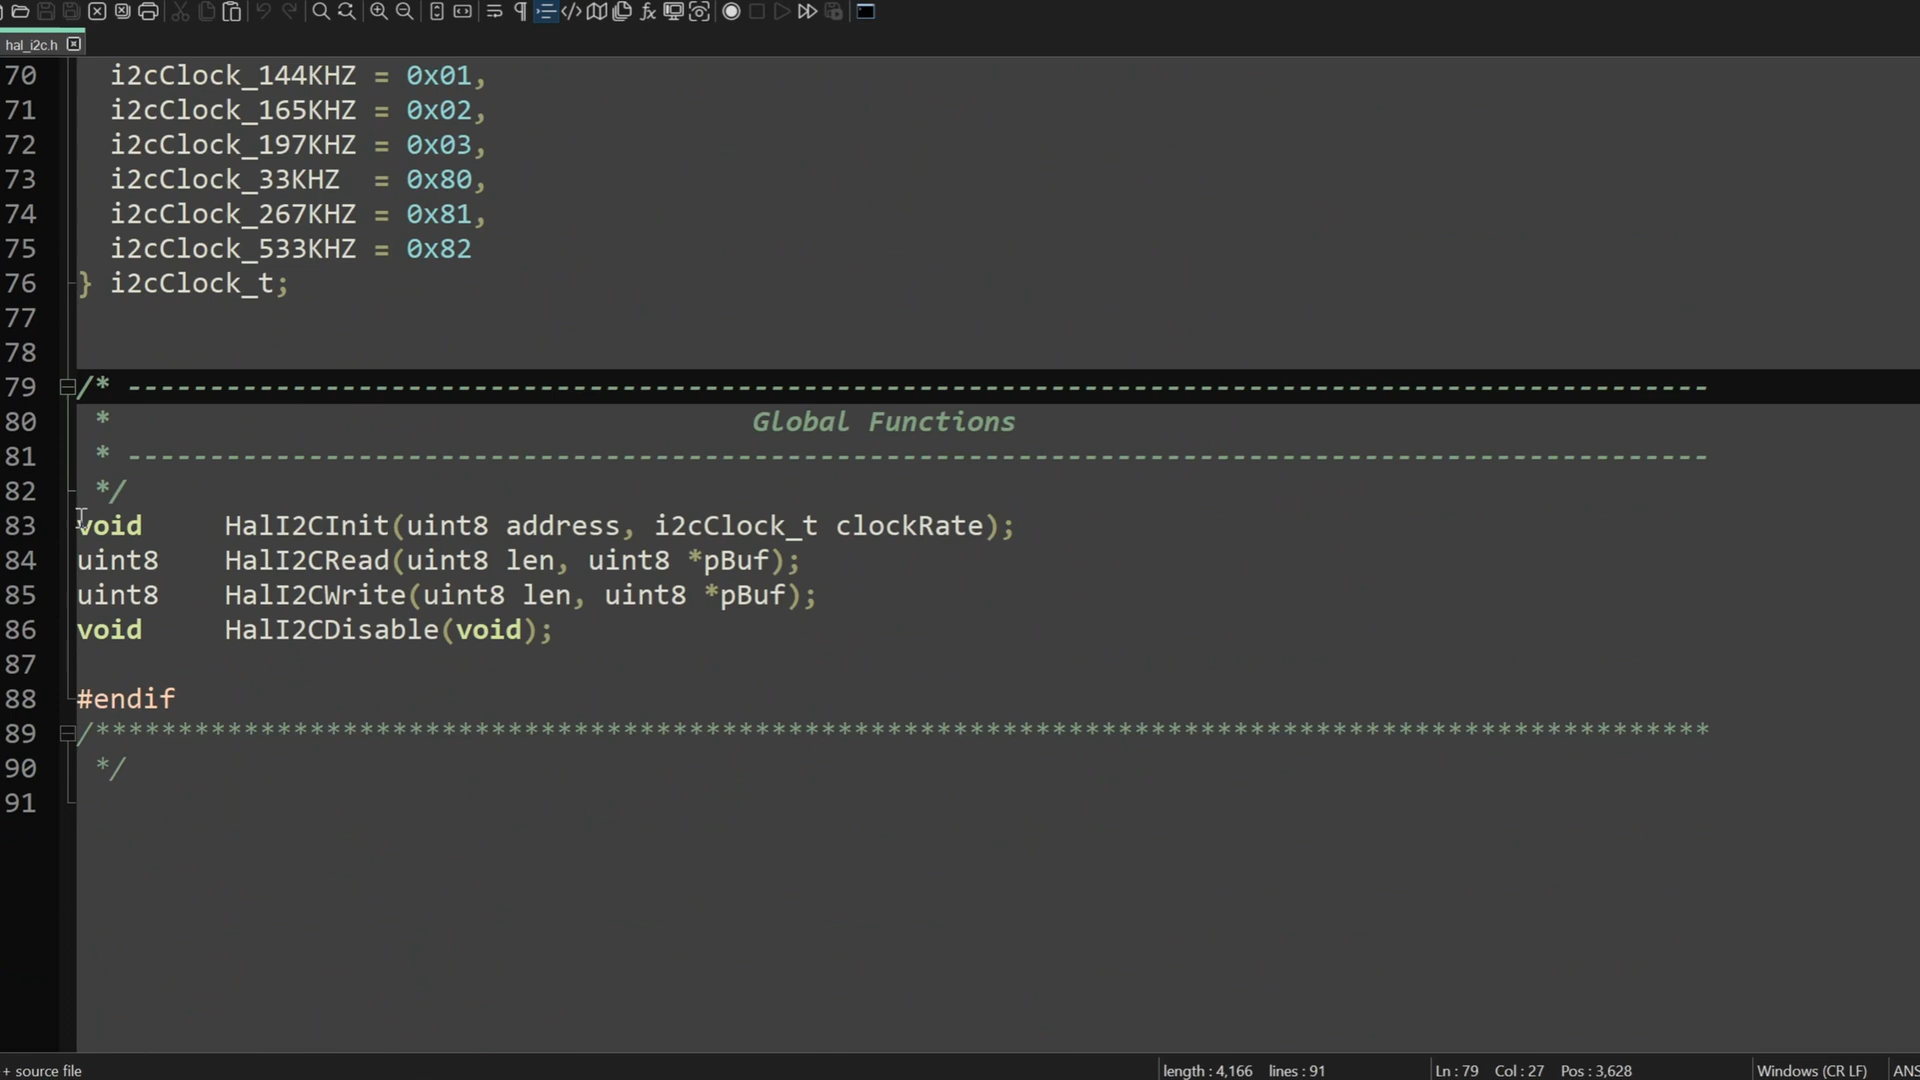 hal_i2c.h
70 i2cClock_144KHZ = 0x01,
71 i2cClock_165KHZ = 0x02,
72 i2cClock_197KHZ = 0x03,
73 i2cClock_33KHZ  = 0x80,
74 i2cClock_267KHZ = 0x81,
75 i2cClock_533KHZ = 0x82
76 } i2cClock_t;
77
78
79 /* ------------------------------------------------------------------------------------------------
80 * Global Functions
81 * ------------------------------------------------------------------------------------------------
82 */
83 void HalI2CInit(uint8 address, i2cClock_t clockRate);
84 uint8 HalI2CRead(uint8 len, uint8 *pBuf);
85 uint8 HalI2CWrite(uint8 len, uint8 *pBuf);
86 void HalI2CDisable(void);
87
88 #endif
89 /**************************************************************************************************
90 */
91
+ source file length : 4,166 lines : 91 Ln : 79 Col : 27 Pos : 3,628 Windows (CR LF) ANS